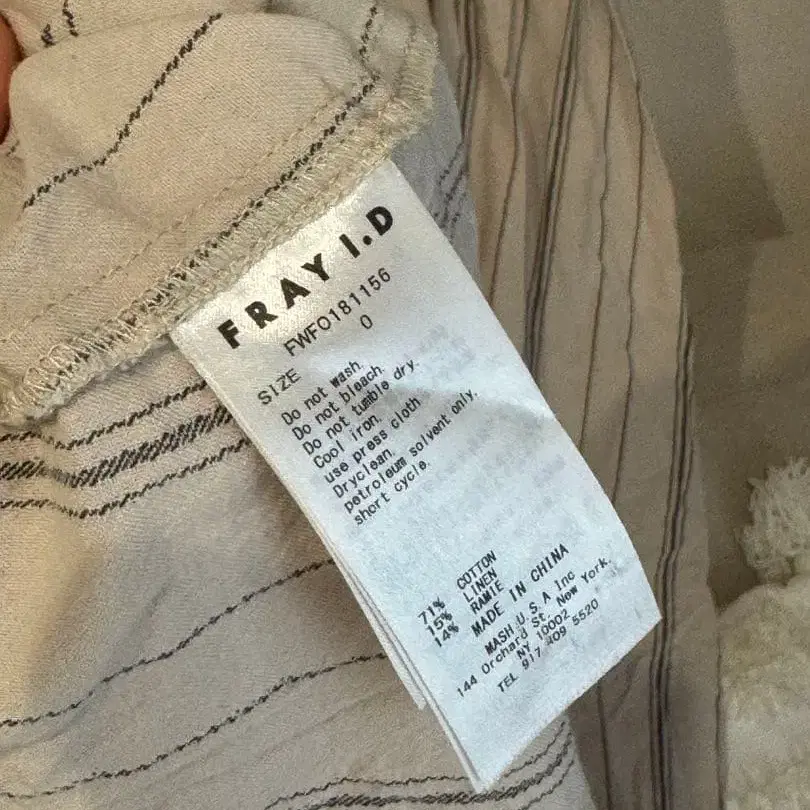 FRAY I.D
FWFO181156
SIZE 0
Do not wash.
Do not bleach.
Do not tumble dry.
Cool iron.
use press cloth
Dryclean.
petroleum solvent only.
short cycle.
71% COTTON
15% LINEN
14% RAMIE
MADE IN CHINA
MASH U.S.A Inc
144 Orchard St. New York.
NY 10002
TEL 917 409 5520